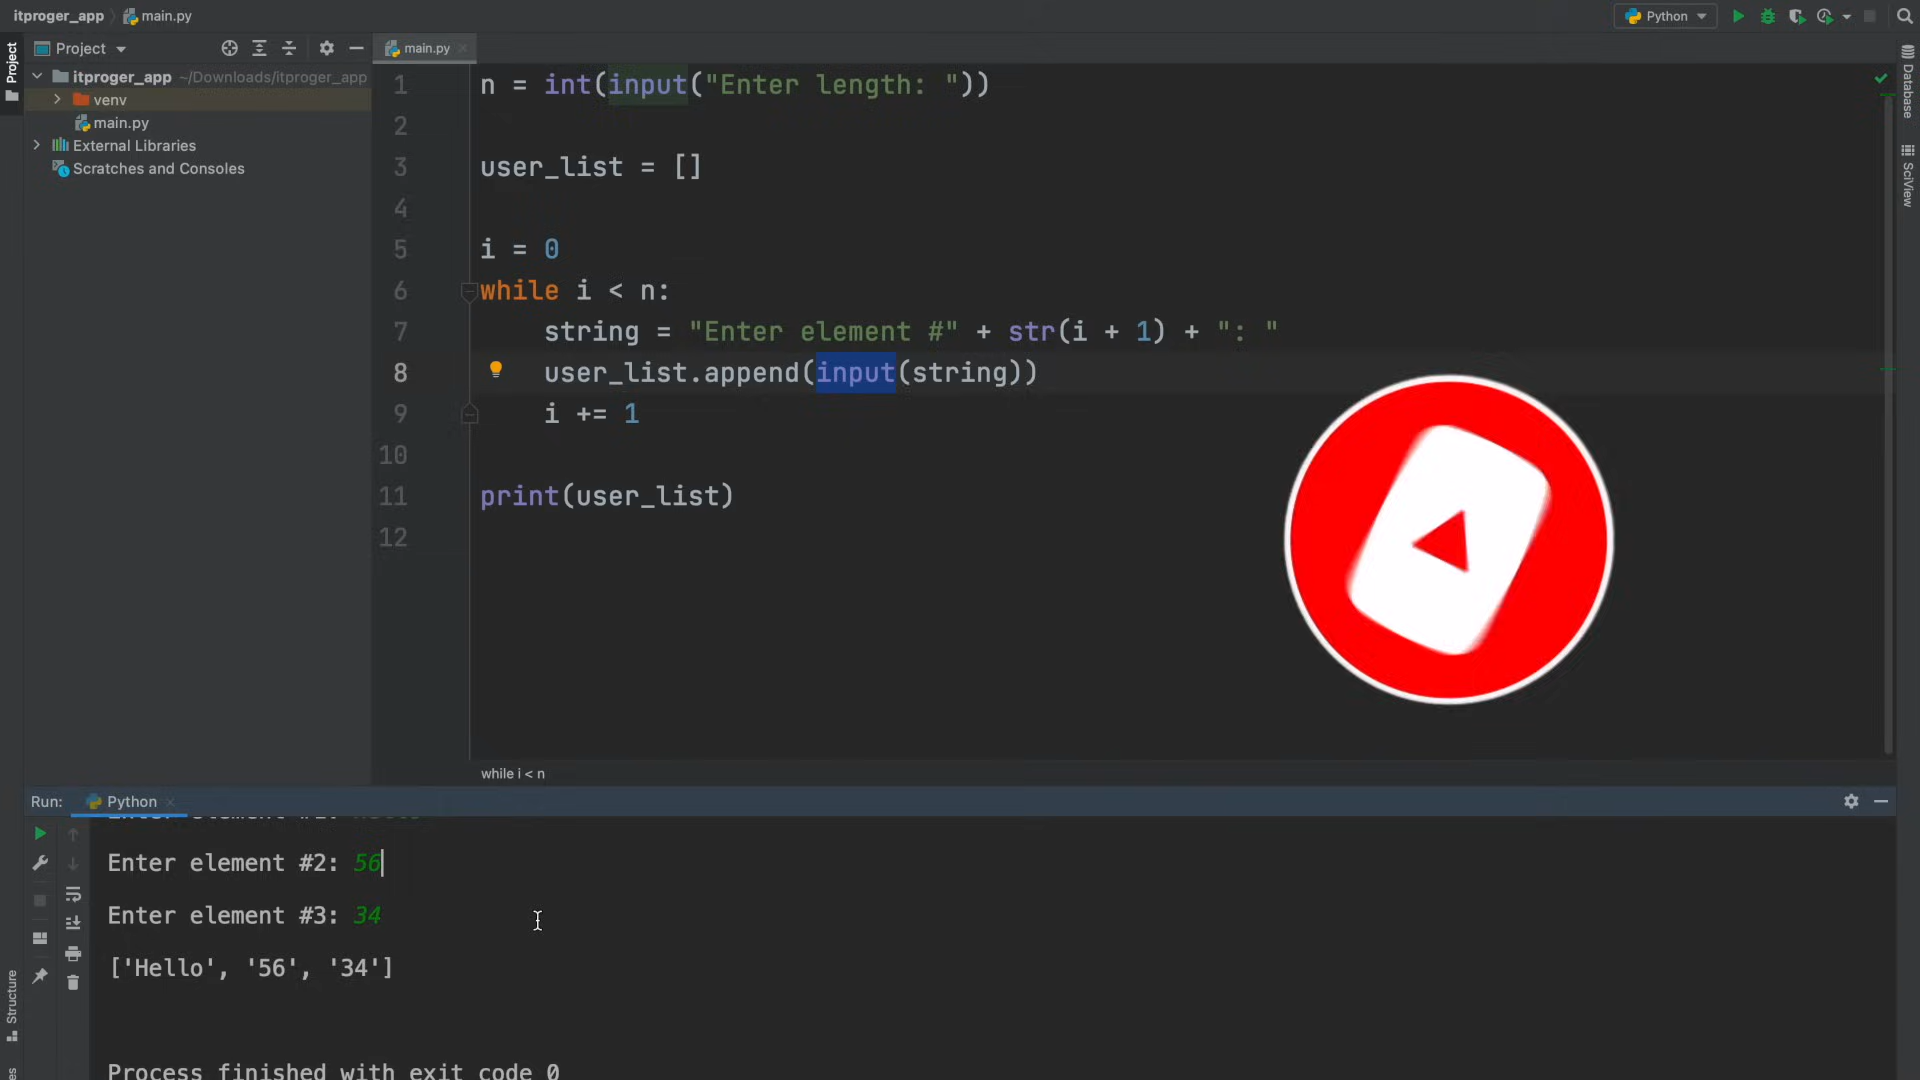 itproger_app
main.py
Python
Project
Project
main.py
itproger_app ~/Downloads/itproger_app
venv
main.py
External Libraries
Scratches and Consoles
1 n = int(input("Enter length: "))
2
3 user_list = []
4
5 i = 0
6 while i < n:
7 string = "Enter element #" + str(i + 1) + ": "
8 user_list.append(input(string))
9 i += 1
10
11 print(user_list)
12
Database
SciView
while i < n
Run: Python
Enter element #2: 56
Enter element #3: 34
['Hello', '56', '34']
Process finished with exit code 0
Structure